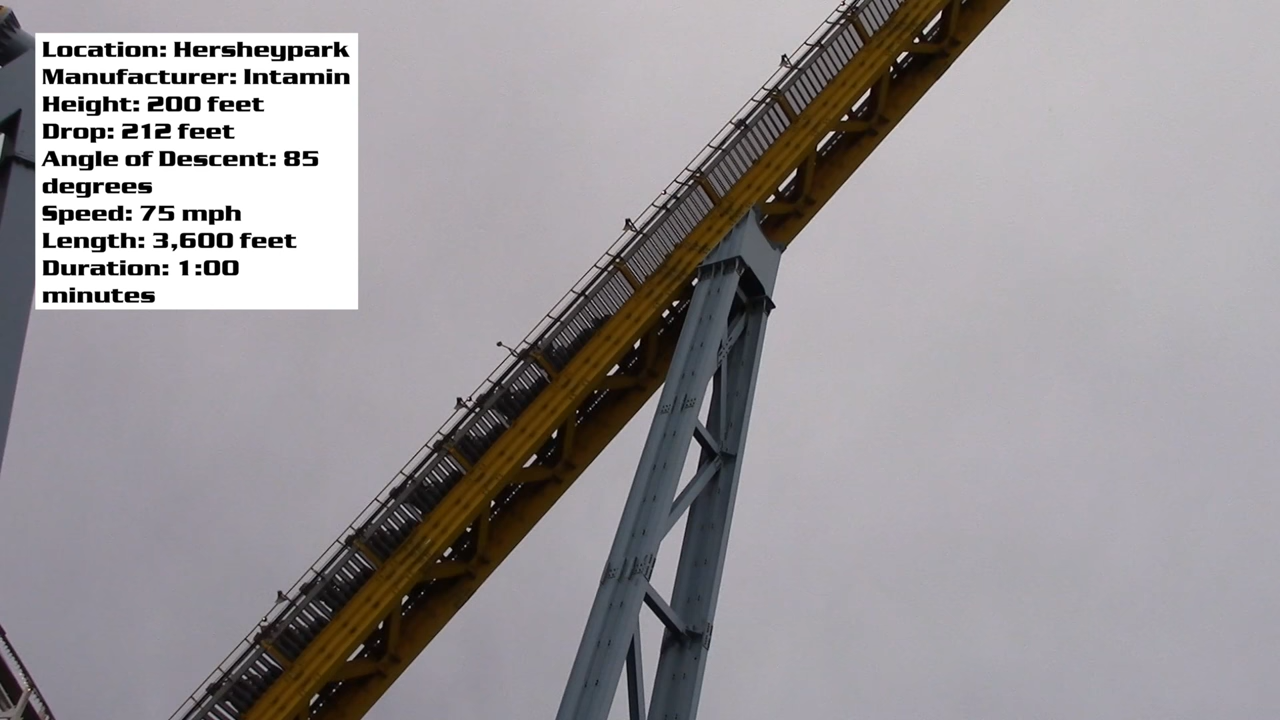 Location: Hersheypark
Manufacturer: Intamin
Height: 200 feet
Drop: 212 feet
Angle of Descent: 85
degrees
Speed: 75 mph
Length: 3,600 feet
Duration: 1:00
minutes